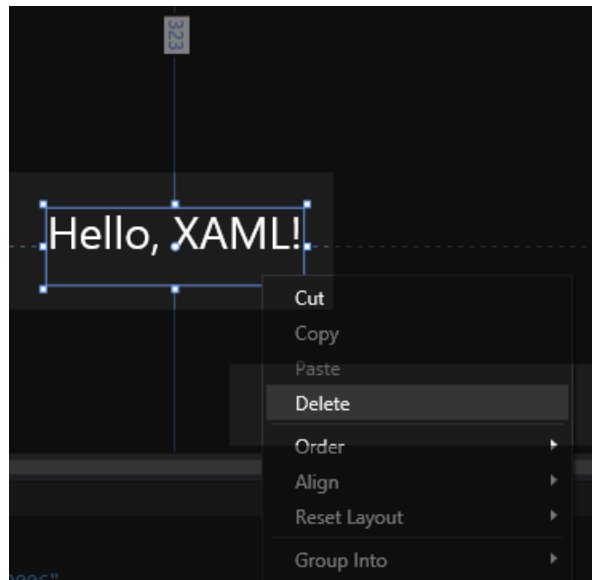 323
Hello, XAML!
Cut
Copy
Paste
Delete
Order
Align
Reset Layout
Group Into